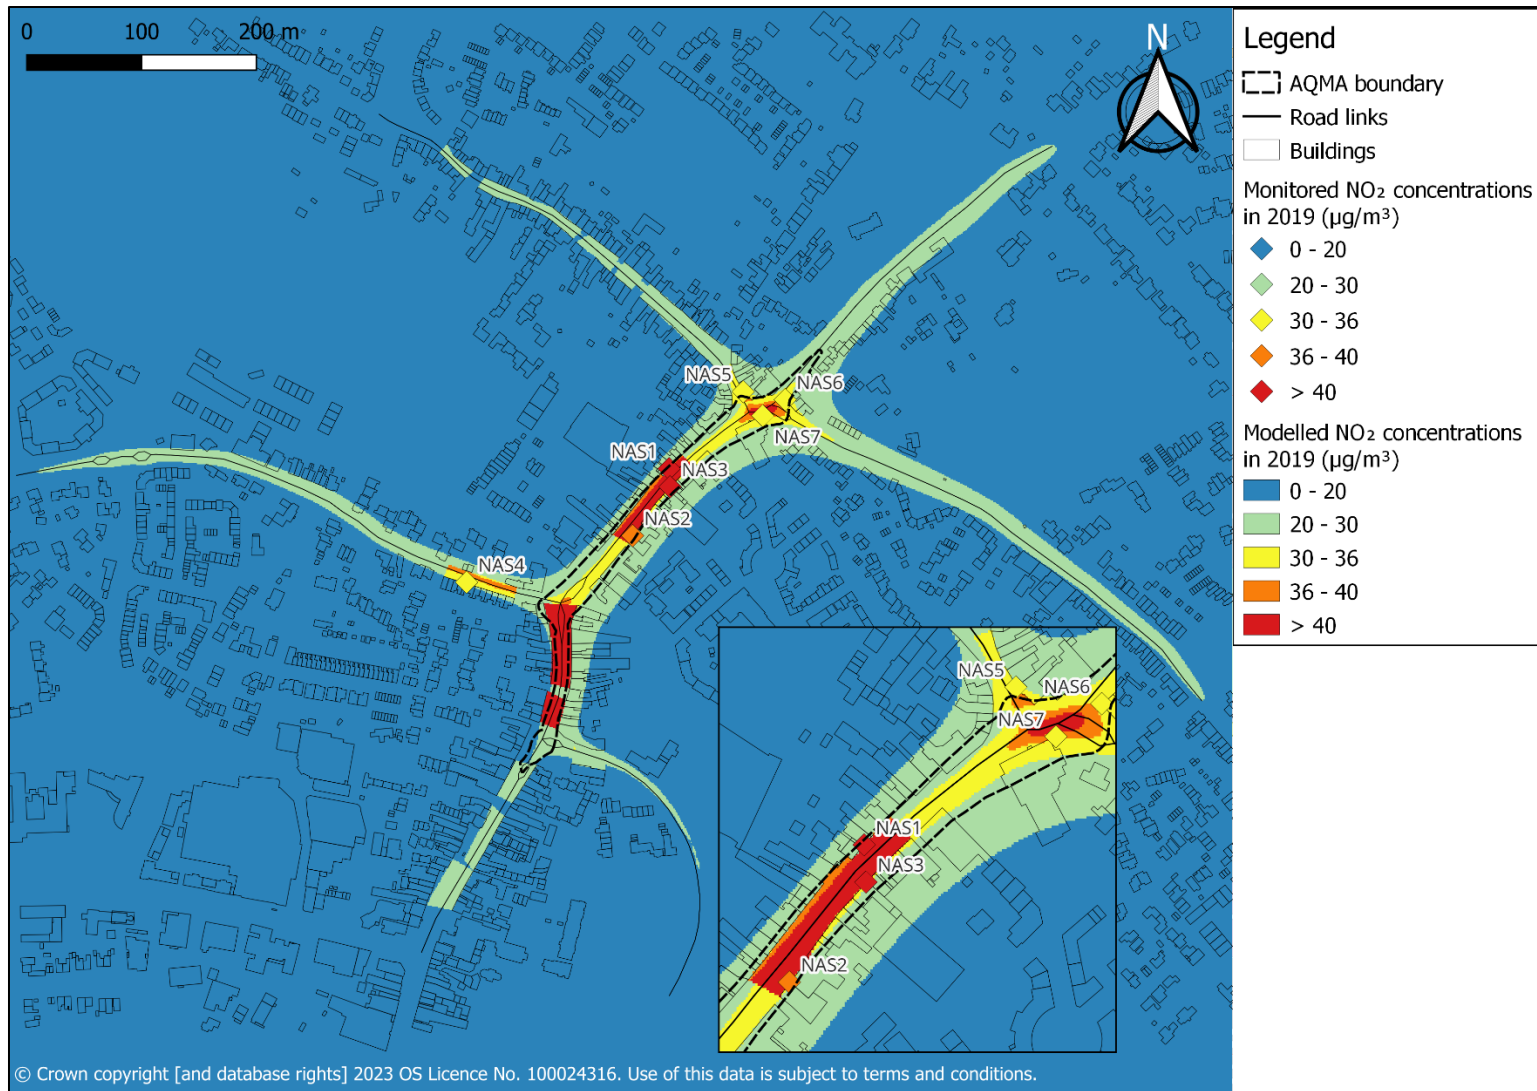 0 100 200 m
N
NAS5
NAS6
NAS7
NAS1
NAS3
NAS2
NAS4
NAS5
NAS6
NAS7
NAS1
NAS3
NAS2
© Crown copyright [and database rights] 2023 OS Licence No. 100024316. Use of this data is subject to terms and conditions.
Legend
AQMA boundary
Road links
Buildings
Monitored NO₂ concentrations
in 2019 (µg/m³)
0 - 20
20 - 30
30 - 36
36 - 40
> 40
Modelled NO₂ concentrations
in 2019 (µg/m³)
0 - 20
20 - 30
30 - 36
36 - 40
> 40